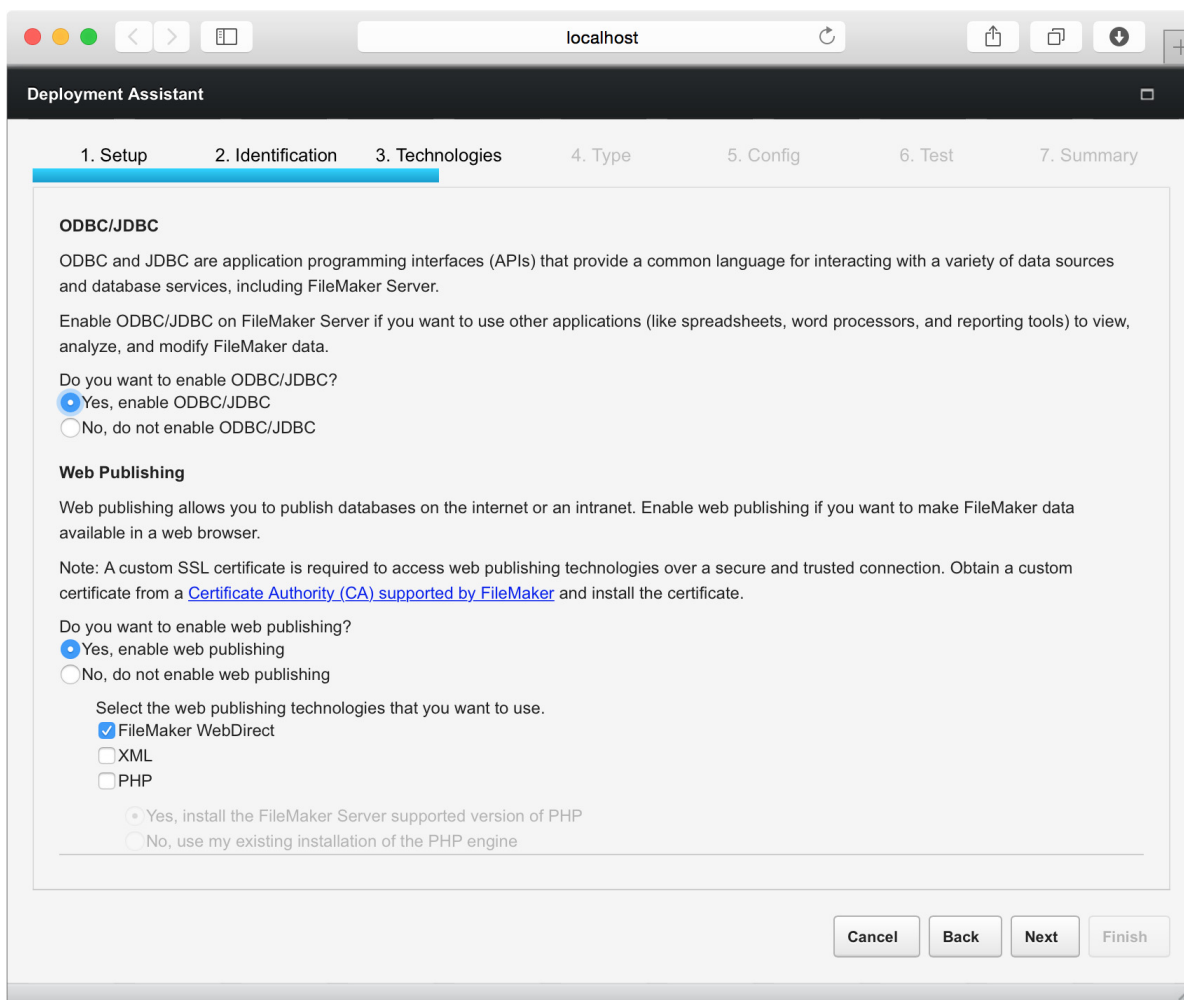 localhost
Deployment Assistant
1. Setup 2. Identification 3. Technologies 4. Type 5. Config 6. Test 7. Summary
ODBC/JDBC
ODBC and JDBC are application programming interfaces (APIs) that provide a common language for interacting with a variety of data sources
and database services, including FileMaker Server.
Enable ODBC/JDBC on FileMaker Server if you want to use other applications (like spreadsheets, word processors, and reporting tools) to view,
analyze, and modify FileMaker data.
Do you want to enable ODBC/JDBC?
Yes, enable ODBC/JDBC
No, do not enable ODBC/JDBC
Web Publishing
Web publishing allows you to publish databases on the internet or an intranet. Enable web publishing if you want to make FileMaker data
available in a web browser.
Note: A custom SSL certificate is required to access web publishing technologies over a secure and trusted connection. Obtain a custom
certificate from a Certificate Authority (CA) supported by FileMaker and install the certificate.
Do you want to enable web publishing?
Yes, enable web publishing
No, do not enable web publishing
Select the web publishing technologies that you want to use.
FileMaker WebDirect
XML
PHP
Yes, install the FileMaker Server supported version of PHP
No, use my existing installation of the PHP engine
Cancel Back Next Finish